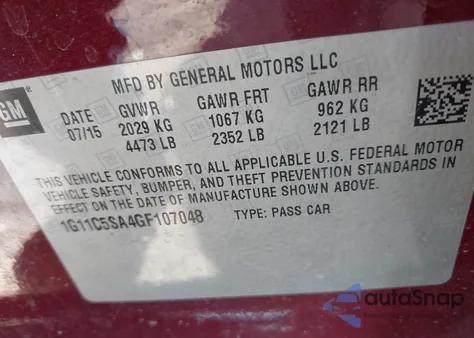 GM
MFD BY GENERAL MOTORS LLC
DATE GVWR GAWR FRT GAWR RR
07/15 2029 KG 1067 KG 962 KG
4473 LB 2352 LB 2121 LB
THIS VEHICLE CONFORMS TO ALL APPLICABLE U.S. FEDERAL MOTOR
VEHICLE SAFETY, BUMPER, AND THEFT PREVENTION STANDARDS IN
EFFECT ON THE DATE OF MANUFACTURE SHOWN ABOVE.
1G11C5SA4GF107048 TYPE: PASS CAR
autoSnap